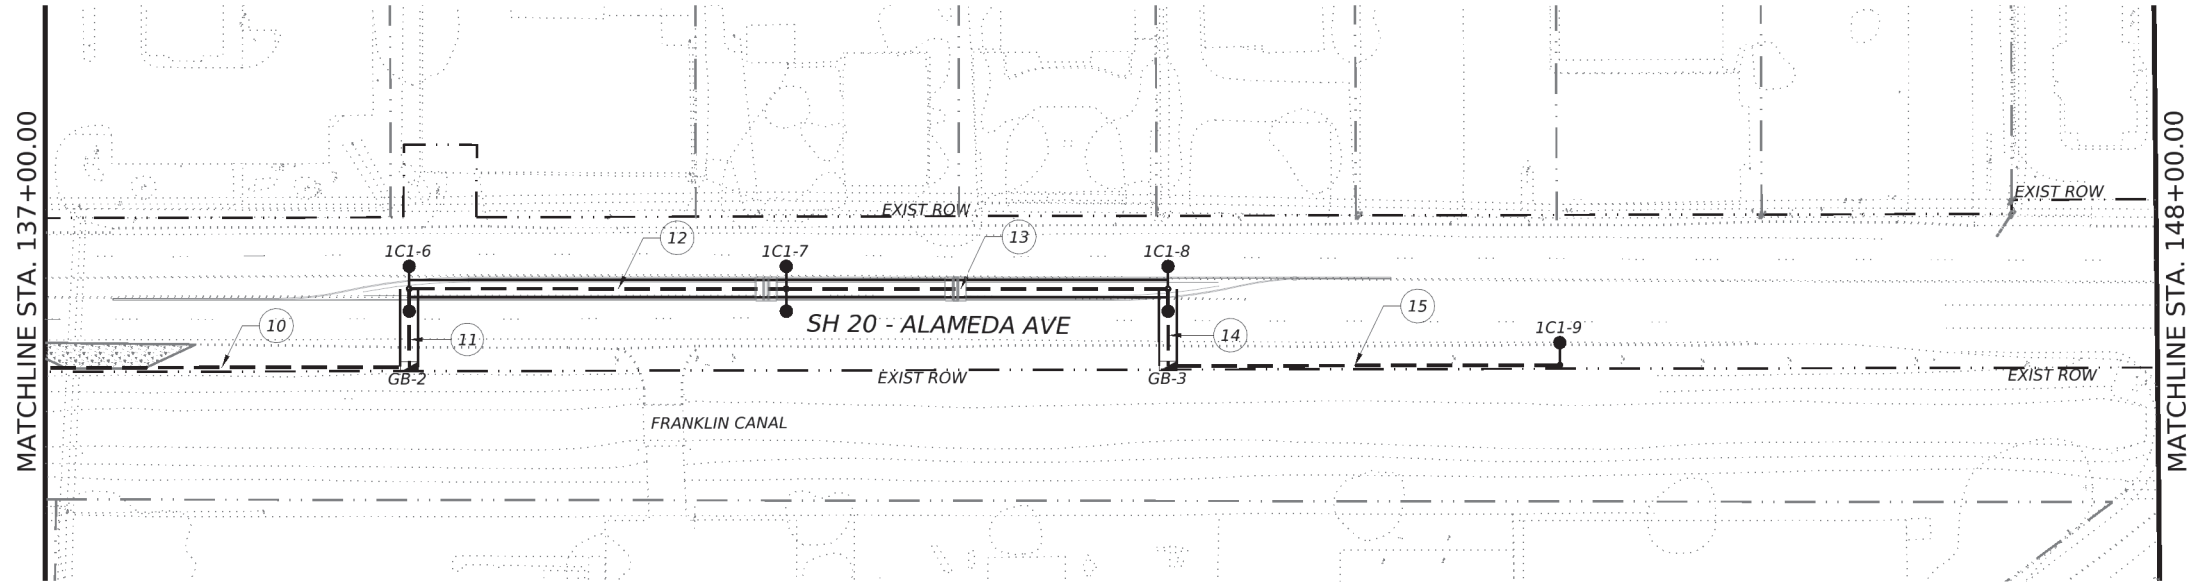 MATCHLINE STA. 137+00.00
MATCHLINE STA. 148+00.00
EXIST ROW
EXIST ROW
12
13
1C1-6
1C1-7
1C1-8
10
11
SH 20 - ALAMEDA AVE
14
15
1C1-9
GB-2
EXIST ROW
GB-3
EXIST ROW
FRANKLIN CANAL